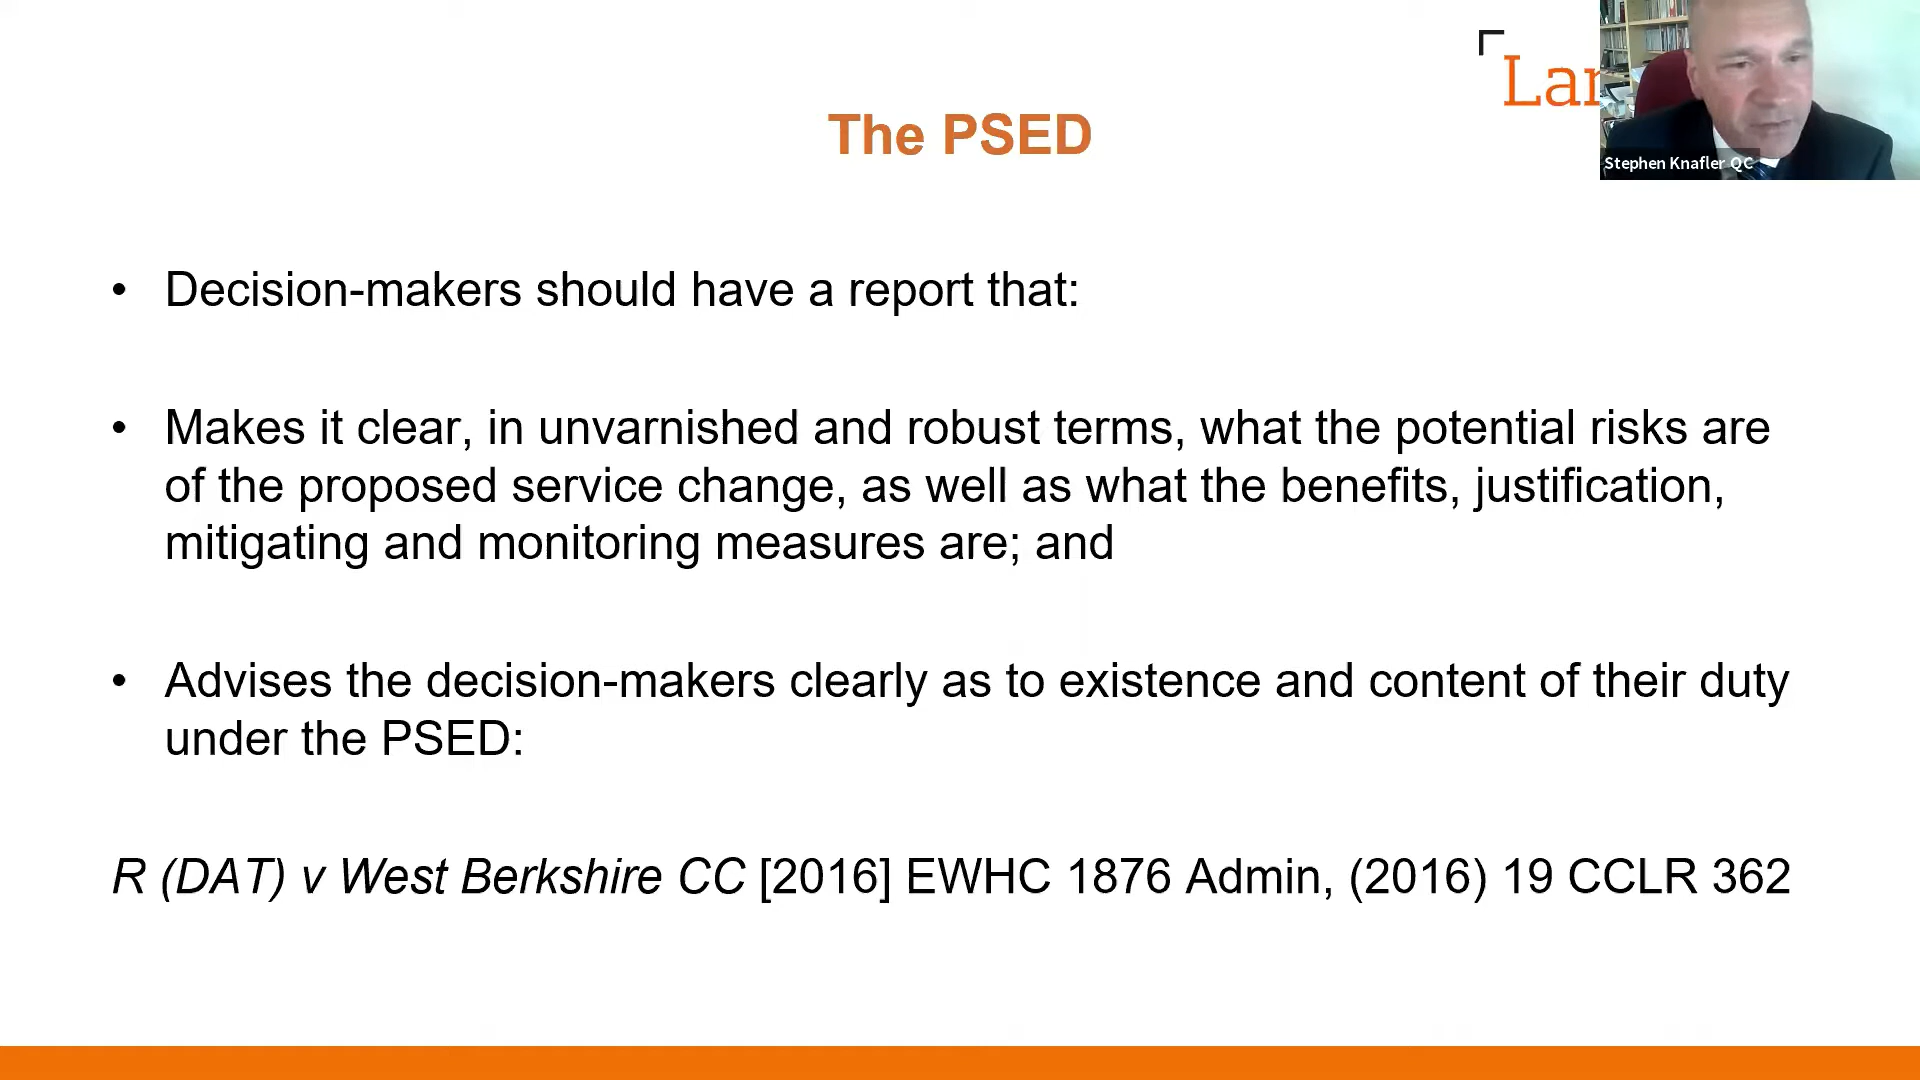 Lan
The PSED
Stephen Knafler QC
• Decision-makers should have a report that:
• Makes it clear, in unvarnished and robust terms, what the potential risks are
of the proposed service change, as well as what the benefits, justification,
mitigating and monitoring measures are; and
• Advises the decision-makers clearly as to existence and content of their duty
under the PSED:
R (DAT) v West Berkshire CC [2016] EWHC 1876 Admin, (2016) 19 CCLR 362